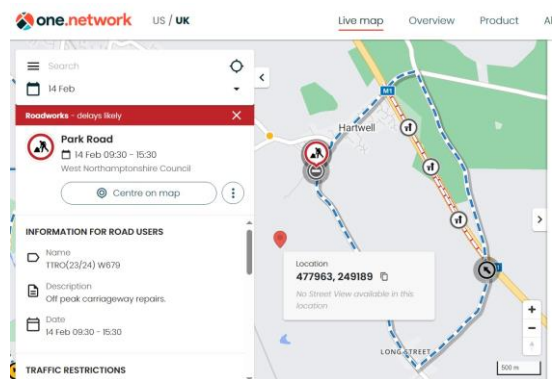 one.network
US / UK
Live map
Overview
Product
Search
14 Feb
Roadworks - delays likely
Park Road
14 Feb 09:30 - 15:30
West Northamptonshire Council
Centre on map
INFORMATION FOR ROAD USERS
Name
TTRO(23/24) W679
Description
Off peak carriageway repairs.
Date
14 Feb 09:30 - 15:30
TRAFFIC RESTRICTIONS
M1
Hartwell
Location
477963, 249189
No Street View available in this
location
LONG STREET
500 m